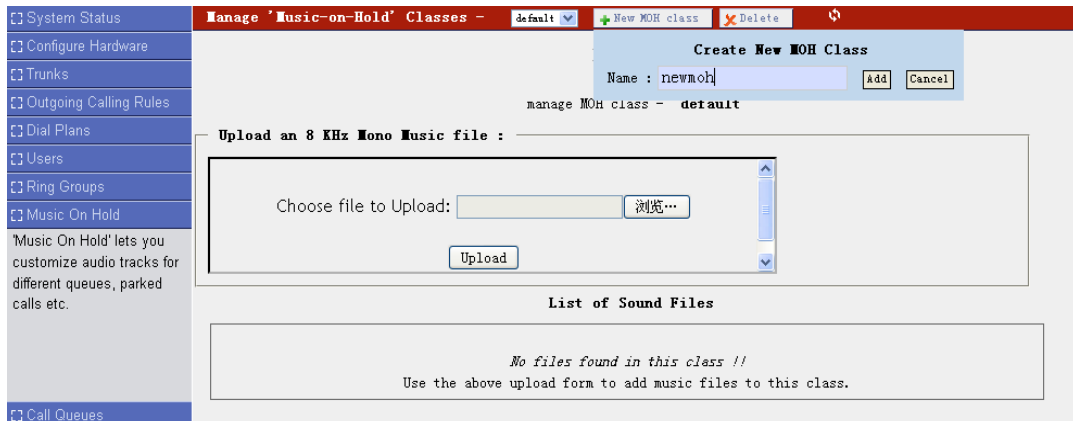 System Status
Configure Hardware
Trunks
Outgoing Calling Rules
Dial Plans
Users
Ring Groups
Music On Hold
'Music On Hold' lets you
customize audio tracks for
different queues, parked
calls etc.
Call Queues
Manage 'Music-on-Hold' Classes - default New MOH class Delete
Create New MOH Class
Name : newmoh Add Cancel
manage MOH class - default
Upload an 8 KHz Mono Music file :
Choose file to Upload: 浏览…
Upload
List of Sound Files
No files found in this class !!
Use the above upload form to add music files to this class.